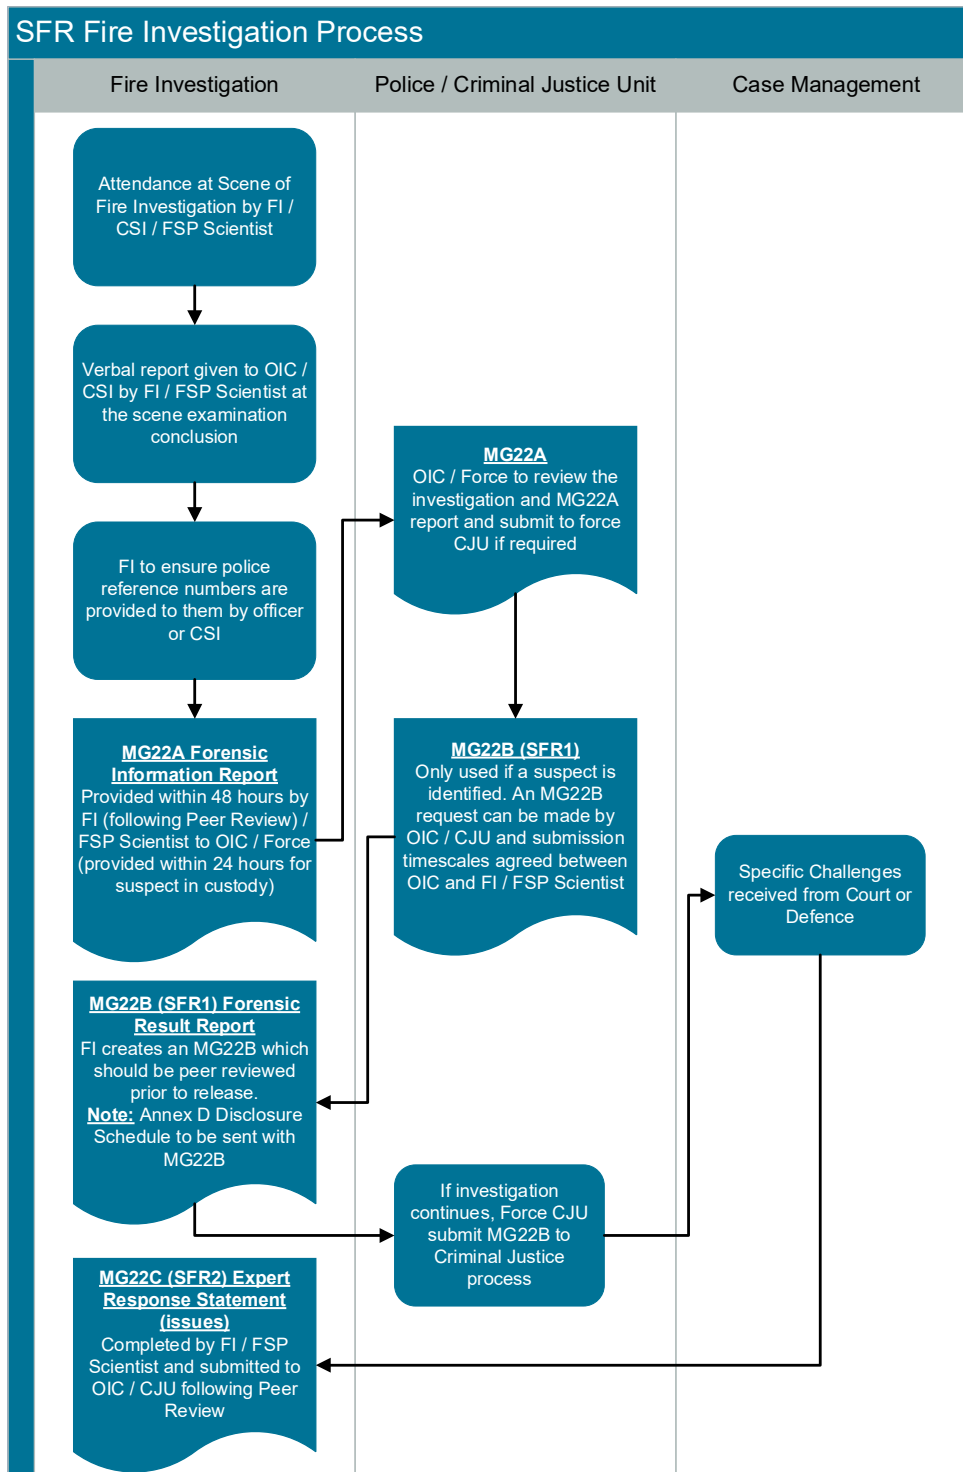 SFR Fire Investigation Process
Fire Investigation
Police / Criminal Justice Unit
Case Management
Attendance at Scene of
Fire Investigation by FI /
CSI / FSP Scientist
Verbal report given to OIC /
CSI by FI / FSP Scientist at
the scene examination
conclusion
FI to ensure police
reference numbers are
provided to them by officer
or CSI
MG22A Forensic
Information Report
Provided within 48 hours by
FI (following Peer Review) /
FSP Scientist to OIC / Force
(provided within 24 hours for
suspect in custody)
MG22A
OIC / Force to review the
investigation and MG22A
report and submit to force
CJU if required
MG22B (SFR1)
Only used if a suspect is
identified. An MG22B
request can be made by
OIC / CJU and submission
timescales agreed between
OIC and FI / FSP Scientist
MG22B (SFR1) Forensic
Result Report
FI creates an MG22B which
should be peer reviewed
prior to release.
Note: Annex D Disclosure
Schedule to be sent with
MG22B
If investigation
continues, Force CJU
submit MG22B to
Criminal Justice
process
Specific Challenges
received from Court or
Defence
MG22C (SFR2) Expert
Response Statement
(issues)
Completed by FI / FSP
Scientist and submitted to
OIC / CJU following Peer
Review